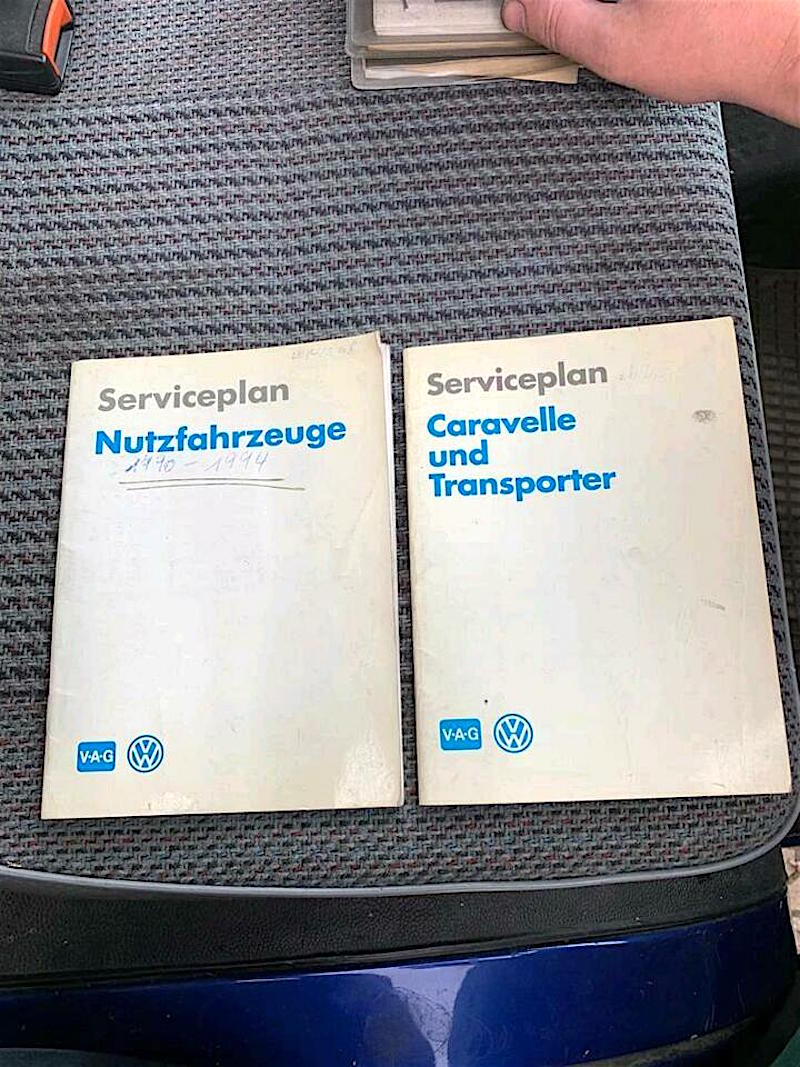 Serviceplan
Nutzfahrzeuge
1990 - 1994
V·A·G
Serviceplan
Caravelle
und
Transporter
V·A·G